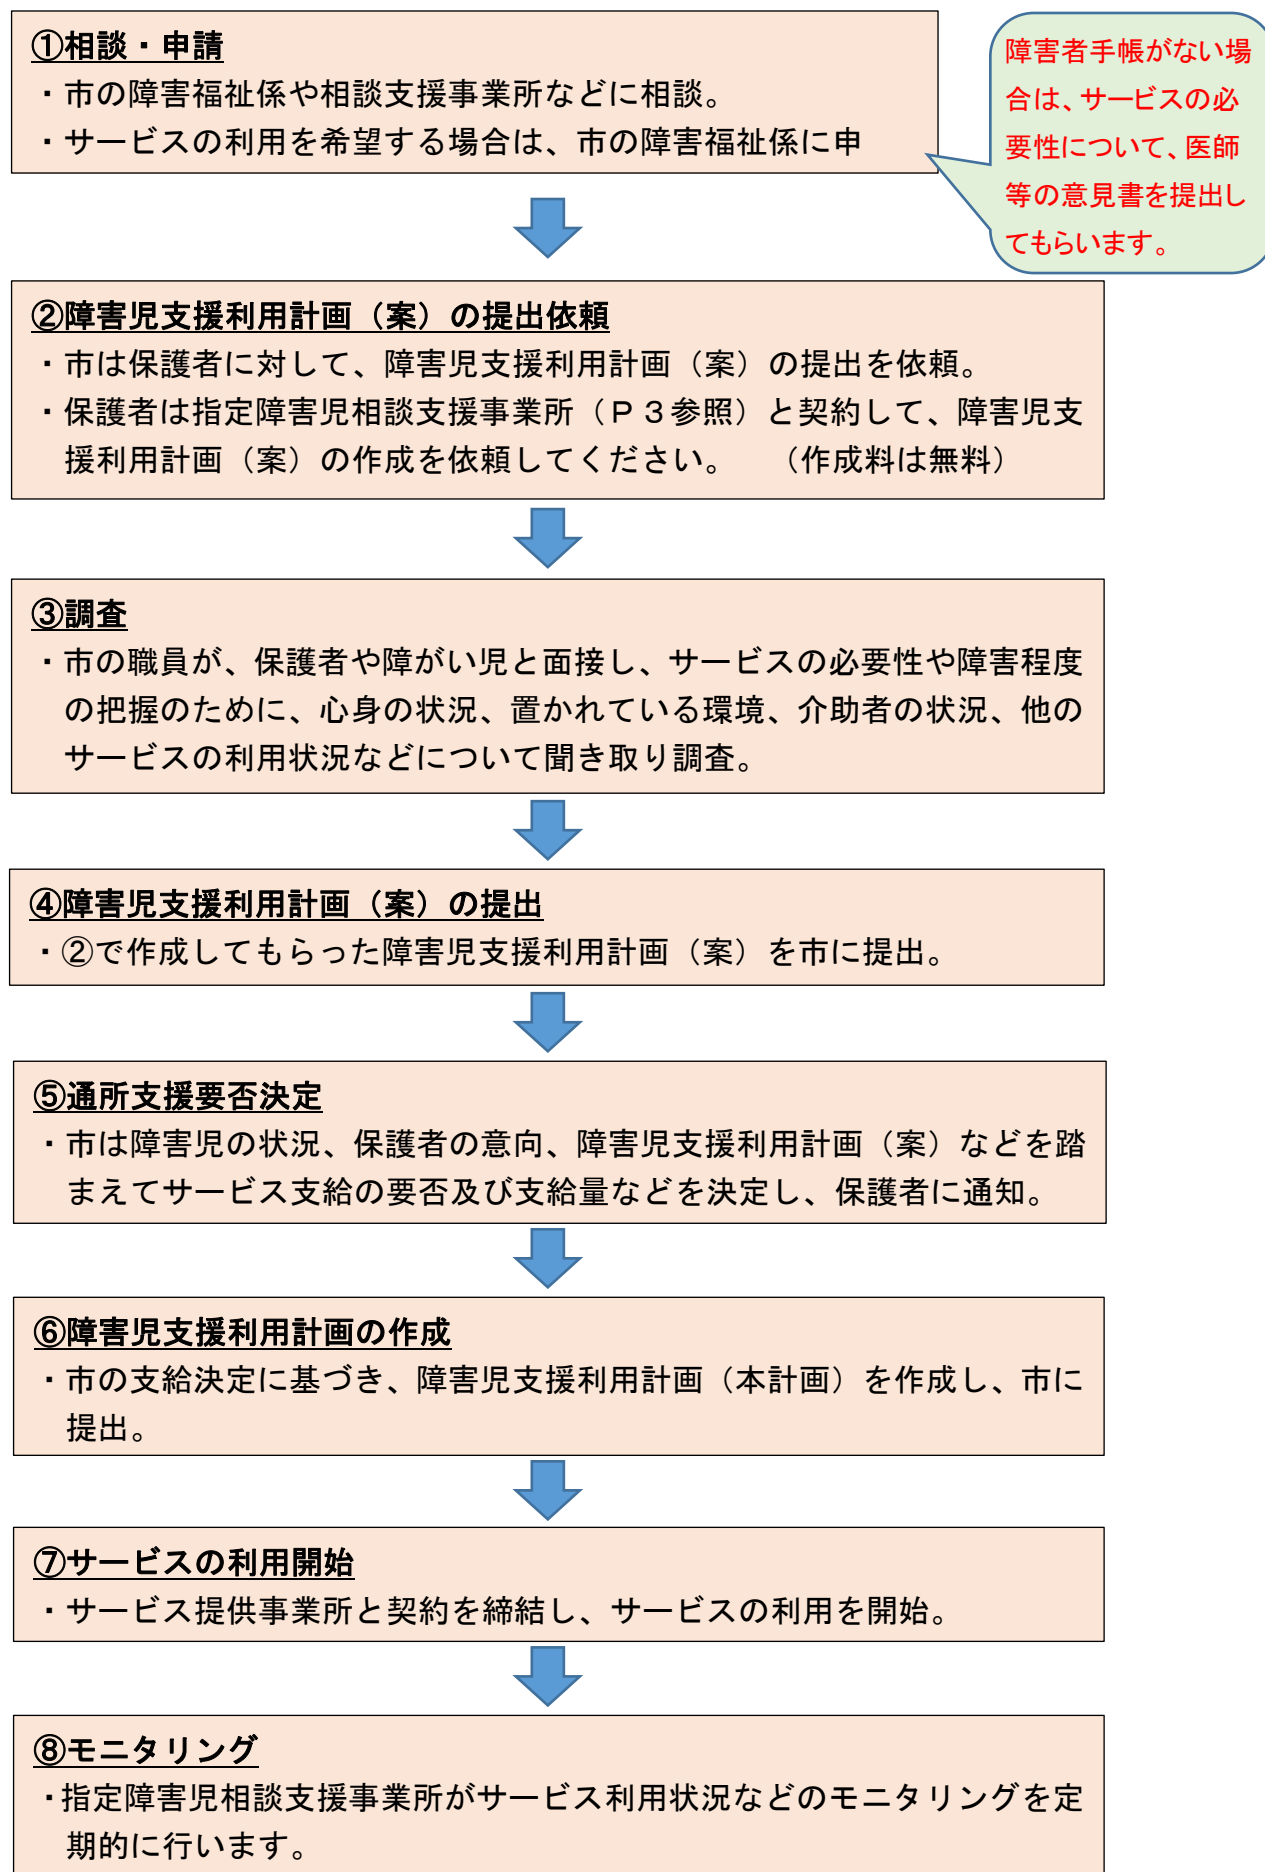 ①相談・申請
・市の障害福祉係や相談支援事業所などに相談。
・サービスの利用を希望する場合は、市の障害福祉係に申
障害者手帳がない場
合は、サービスの必
要性について、医師
等の意見書を提出し
てもらいます。
②障害児支援利用計画（案）の提出依頼
・市は保護者に対して、障害児支援利用計画（案）の提出を依頼。
・保護者は指定障害児相談支援事業所（Ｐ３参照）と契約して、障害児支
援利用計画（案）の作成を依頼してください。　（作成料は無料）
③調査
・市の職員が、保護者や障がい児と面接し、サービスの必要性や障害程度
の把握のために、心身の状況、置かれている環境、介助者の状況、他の
サービスの利用状況などについて聞き取り調査。
④障害児支援利用計画（案）の提出
・②で作成してもらった障害児支援利用計画（案）を市に提出。
⑤通所支援要否決定
・市は障害児の状況、保護者の意向、障害児支援利用計画（案）などを踏
まえてサービス支給の要否及び支給量などを決定し、保護者に通知。
⑥障害児支援利用計画の作成
・市の支給決定に基づき、障害児支援利用計画（本計画）を作成し、市に
提出。
⑦サービスの利用開始
・サービス提供事業所と契約を締結し、サービスの利用を開始。
⑧モニタリング
・指定障害児相談支援事業所がサービス利用状況などのモニタリングを定
期的に行います。